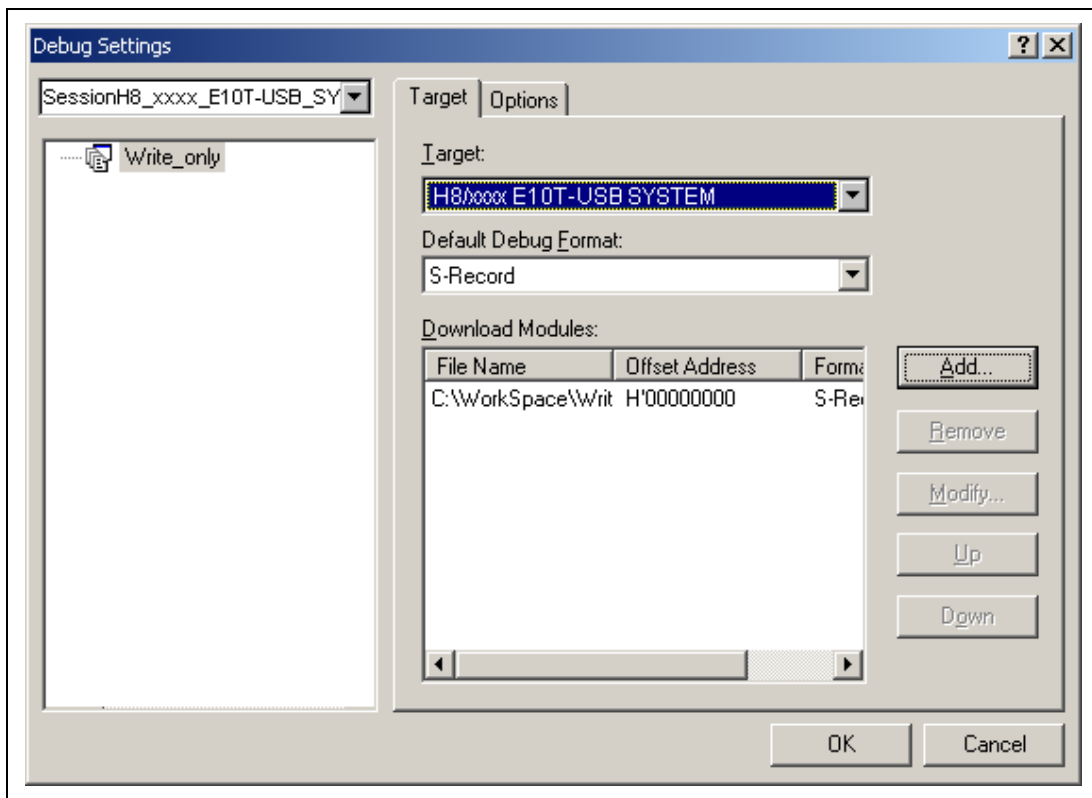 Debug Settings
SessionH8_xxxx_E10T-USB_SY
Write_only
Target Options
Target:
H8/xxxx E10T-USB SYSTEM
Default Debug Format:
S-Record
Download Modules:
File Name Offset Address Forma
C:\WorkSpace\Writ H'00000000 S-Rec
Add...
Remove
Modify...
Up
Down
OK Cancel